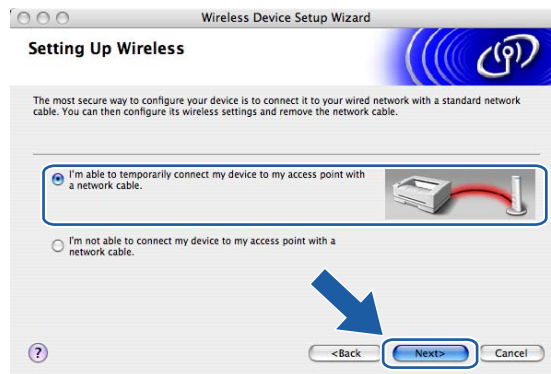 Wireless Device Setup Wizard
Setting Up Wireless
The most secure way to configure your device is to connect it to your wired network with a standard network
cable. You can then configure its wireless settings and remove the network cable.
I'm able to temporarily connect my device to my access point with
a network cable.
I'm not able to connect my device to my access point with a
network cable.
? <Back Next> Cancel